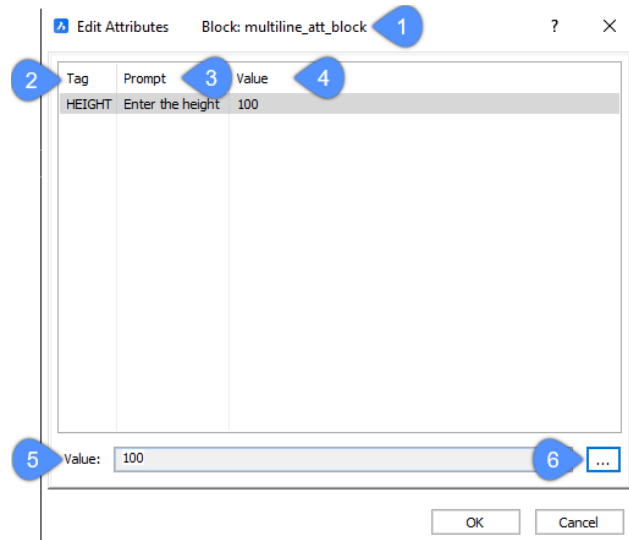 Edit Attributes Block: multiline_att_block 1 ?
2 Tag Prompt 3 Value 4
HEIGHT Enter the height 100
5 Value: 100 6 ...
OK Cancel